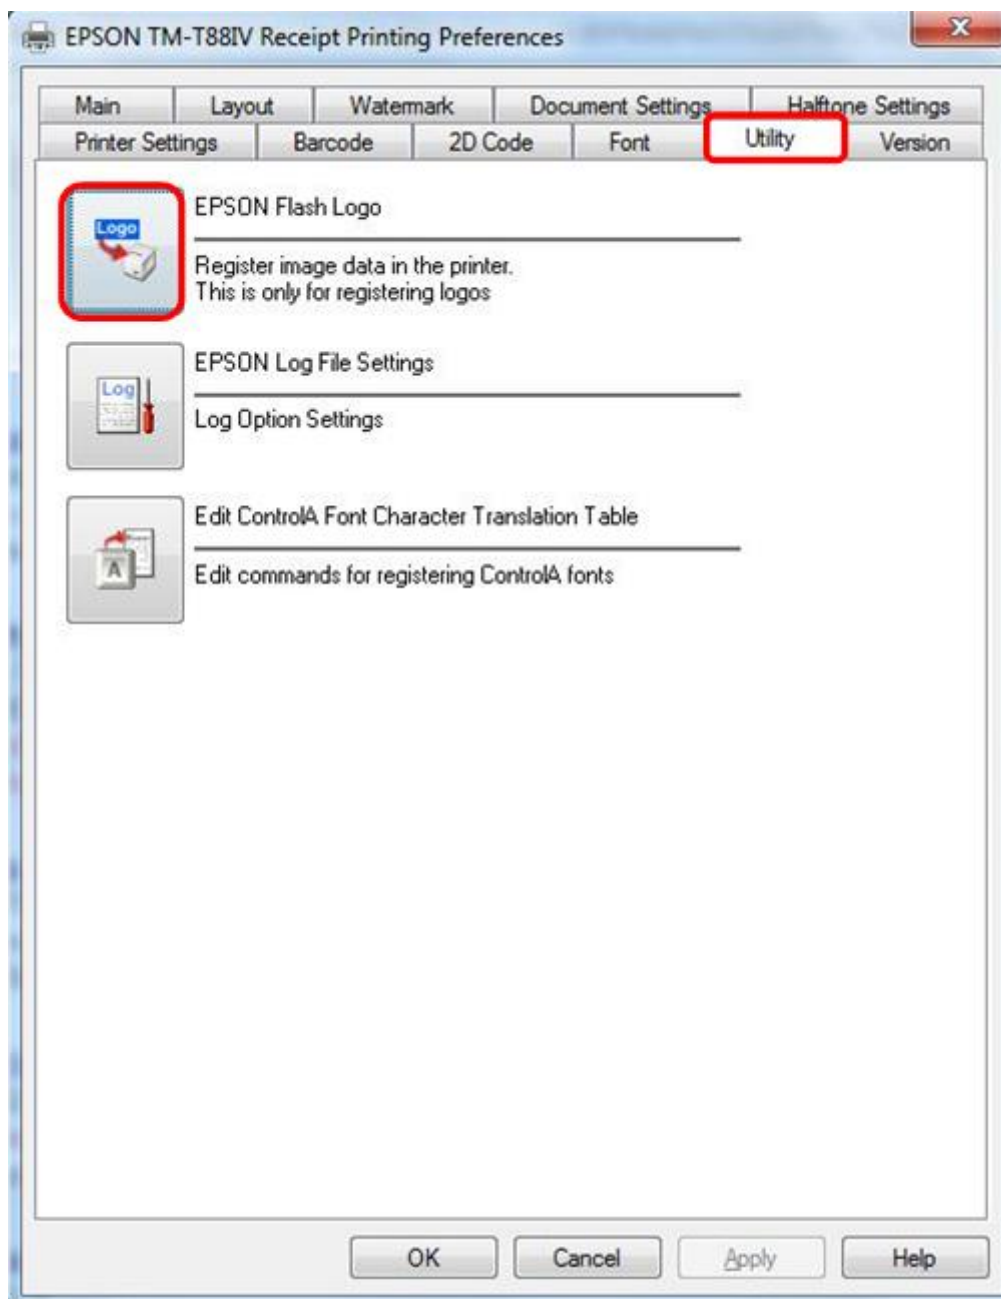 EPSON TM-T88IV Receipt Printing Preferences
X
Main Layout Watermark Document Settings Halftone Settings
Printer Settings Barcode 2D Code Font Utility Version
EPSON Flash Logo
Logo
Register image data in the printer.
This is only for registering logos
EPSON Log File Settings
Log
Log Option Settings
Edit ControlA Font Character Translation Table
A
Edit commands for registering ControlA fonts
OK Cancel Apply Help